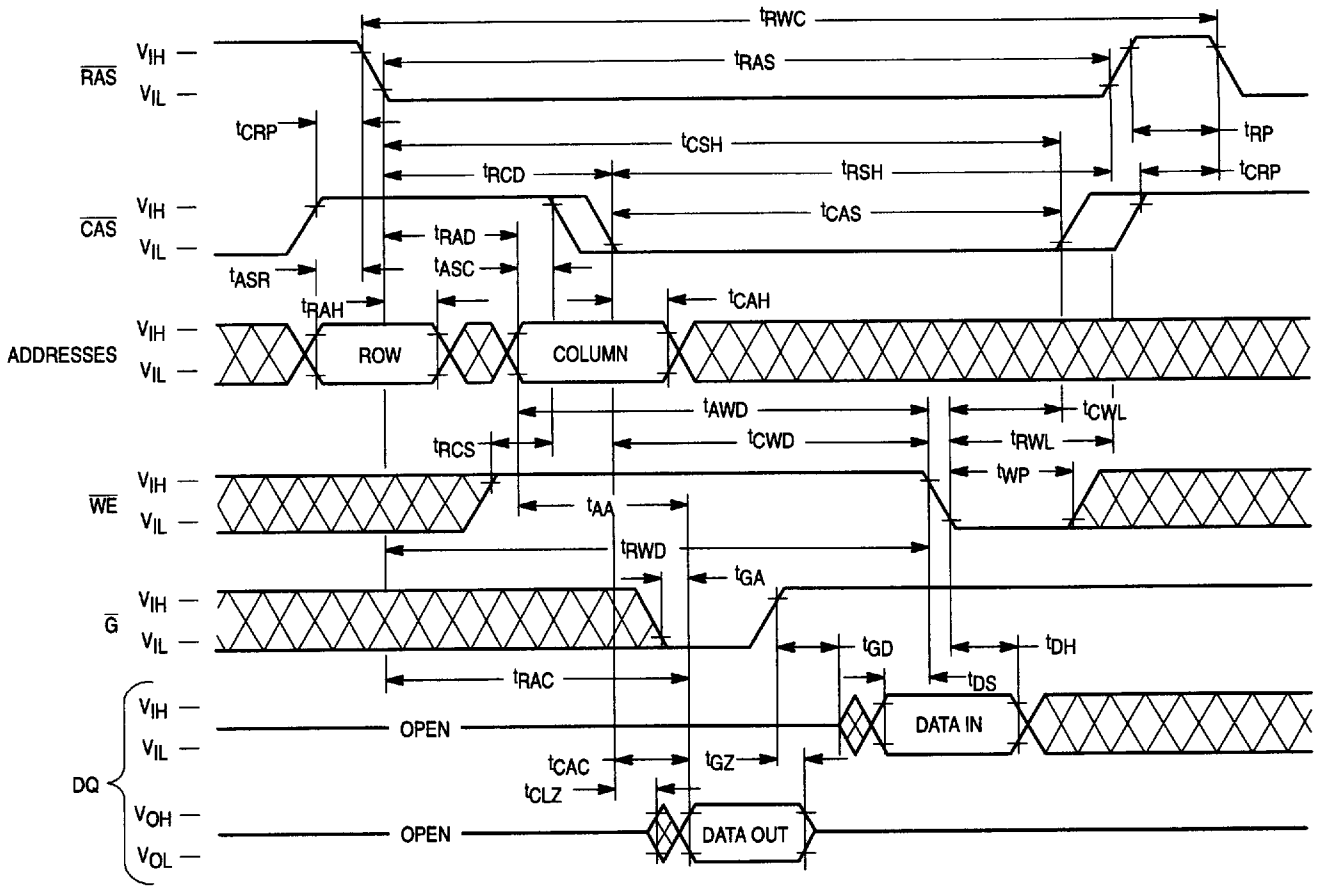 tRWC
VIH
RAS
tRAS
VIL
tCRP
tRP
tCSH
tRCD
tRSH
tCRP
VIH
CAS
tCAS
VIL
tRAD
tASR
tASC
tRAH
tCAH
VIH
ADDRESSES
ROW
COLUMN
VIL
tAWD
tCWL
tRCS
tCWD
tRWL
tWP
VIH
WE
tAA
VIL
tRWD
tGA
VIH
G
VIL
tGD
tDH
tRAC
tDS
VIH
OPEN
DATA IN
VIL
tCAC
tGZ
DQ
tCLZ
VOH
OPEN
DATA OUT
VOL